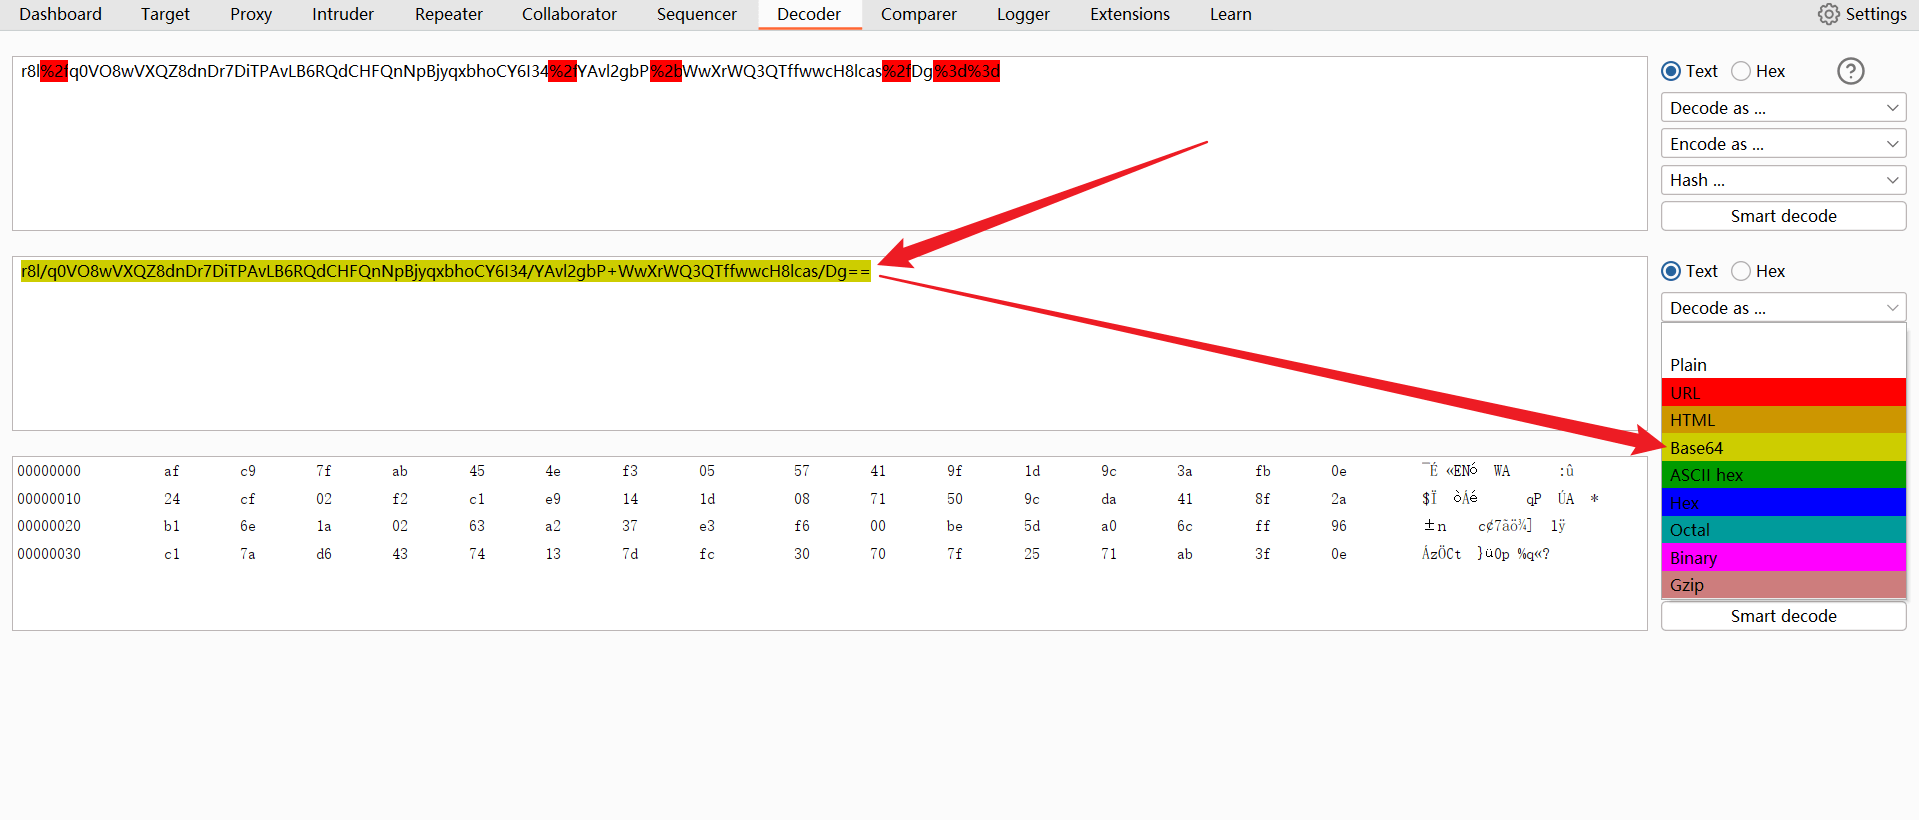 Dashboard Target Proxy Intruder Repeater Collaborator Sequencer Decoder Comparer Logger Extensions Learn Settings
r8l%2fq0VO8wVXQZ8dnDr7DiTPAvLB6RQdCHFQnNpBjyqxbhoCY6I34%2fYAvl2gbP%2bWwXrWQ3QTffwwcH8lcas%2fDg%3d%3d
Text Hex ?
Decode as ...
Encode as ...
Hash ...
Smart decode
r8l/q0VO8wVXQZ8dnDr7DiTPAvLB6RQdCHFQnNpBjyqxbhoCY6I34/YAvl2gbP+WwXrWQ3QTffwwcH8lcas/Dg==
Text Hex
Decode as ...
Plain
URL
HTML
Base64
ASCII hex
Hex
Octal
Binary
Gzip
Smart decode
00000000 af c9 7f ab 45 4e f3 05 57 41 9f 1d 9c 3a fb 0e ¯É «ENó WA :û
00000010 24 cf 02 f2 c1 e9 14 1d 08 71 50 9c da 41 8f 2a $Ï òÁé qP ÚA *
00000020 b1 6e 1a 02 63 a2 37 e3 f6 00 be 5d a0 6c ff 96 ±n c¢7ãö¾] lÿ
00000030 c1 7a d6 43 74 13 7d fc 30 70 7f 25 71 ab 3f 0e ÁzÖCt }ü0p %q«?